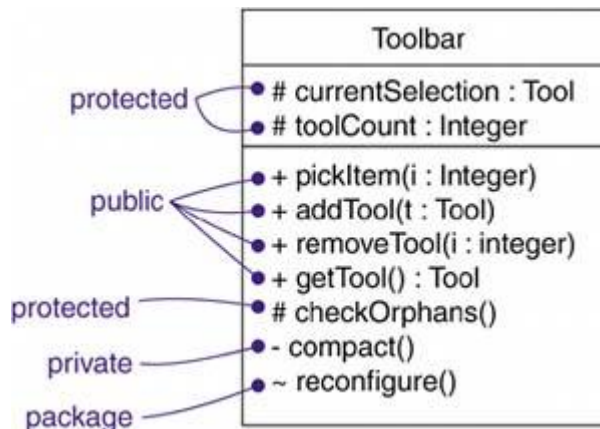 Toolbar
protected
# currentSelection : Tool
# toolCount : Integer
public
+ pickItem(i : Integer)
+ addTool(t : Tool)
+ removeTool(i : integer)
+ getTool() : Tool
protected
# checkOrphans()
private
- compact()
package
~ reconfigure()